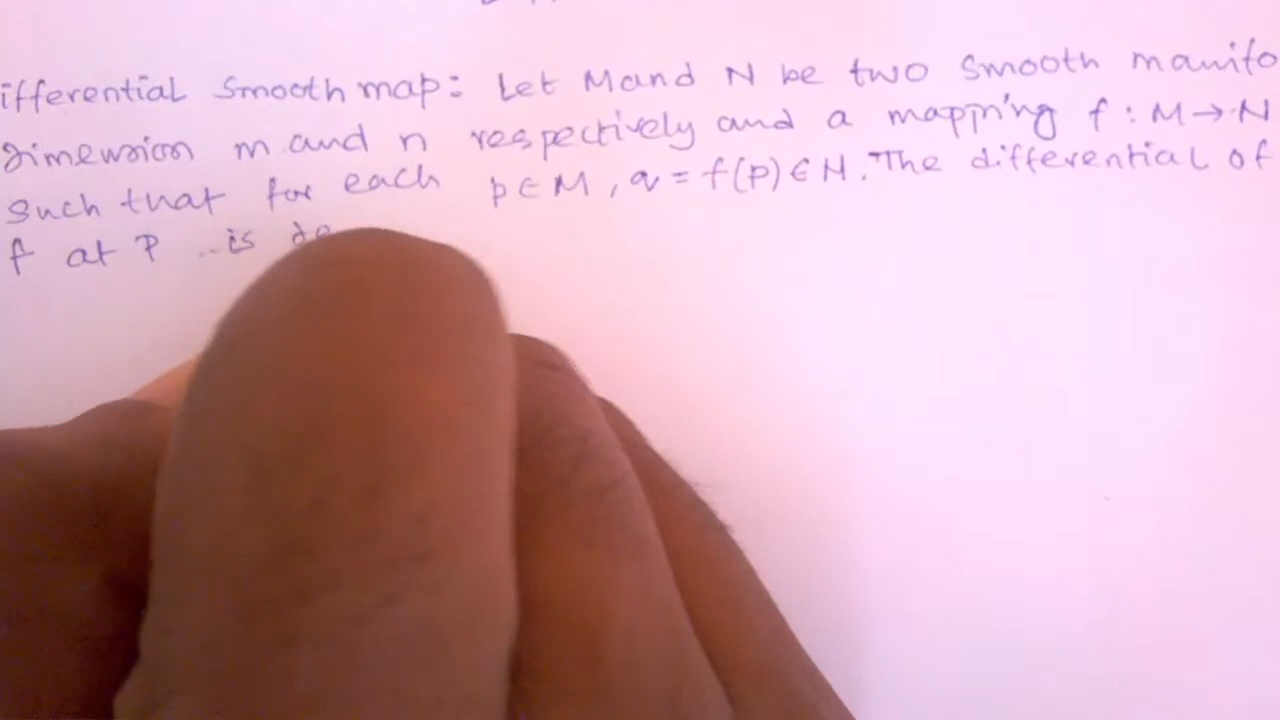 ifferential Smooth map: Let M and N be two smooth manifo
dimension m and n respectively and a mapping f : M → N
such that for each p ∈ M, q = f(p) ∈ N. The differential of
f at P is de